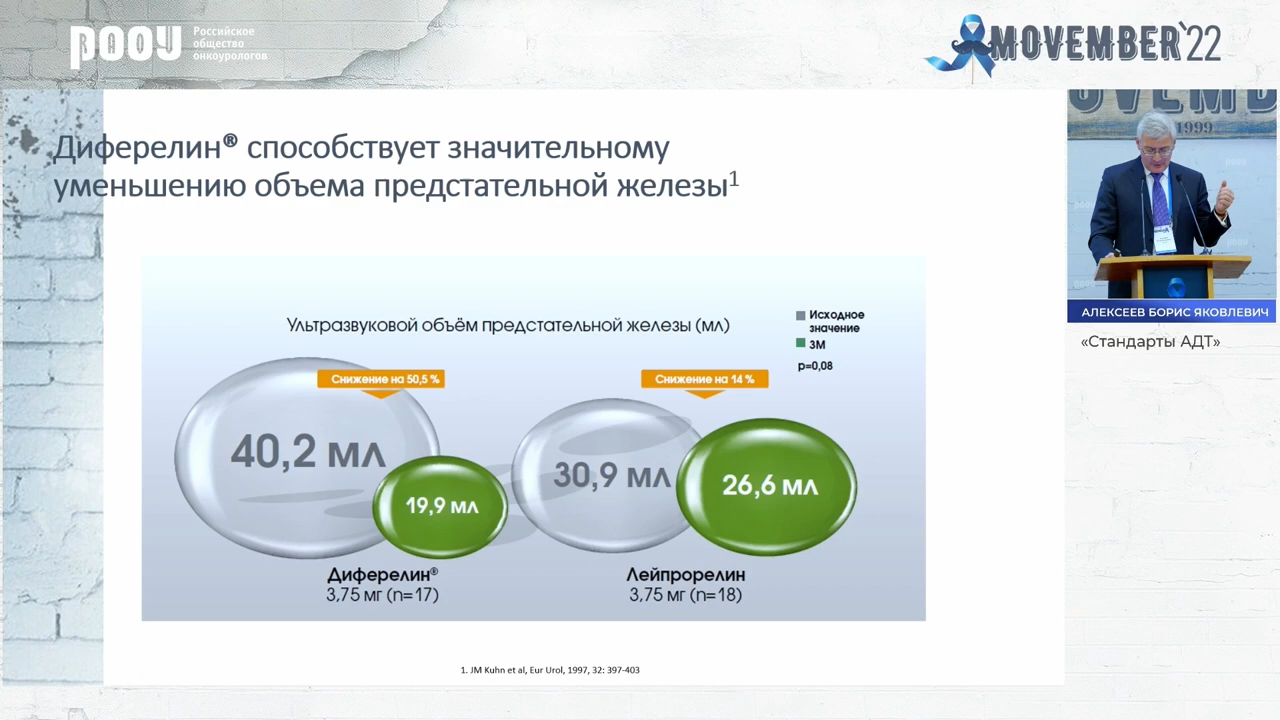 РООУ
Российское
общество
онкоурологов
MOVEMBER`22
Диферелин® способствует значительному
уменьшению объема предстательной железы1
Ультразвуковой объём предстательной железы (мл)
Исходное
значение
3М
p=0,08
Снижение на 50,5 %
Снижение на 14 %
40,2 мл
19,9 мл
30,9 мл
26,6 мл
Диферелин®
3,75 мг (n=17)
Лейпрорелин
3,75 мг (n=18)
1. JM Kuhn et al, Eur Urol, 1997, 32: 397-403
1999
АЛЕКСЕЕВ БОРИС ЯКОВЛЕВИЧ
«Стандарты АДТ»